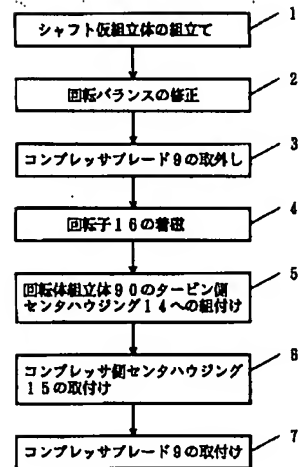 シャフト仮組立体の組立て
1
回転バランスの修正
2
コンプレッサブレード9の取外し
3
回転子16の着磁
4
回転体組立体90のタービン側
センタハウジング14への組付け
5
コンプレッサ側センタハウジング
15の取付け
6
コンプレッサブレード9の取付け
7